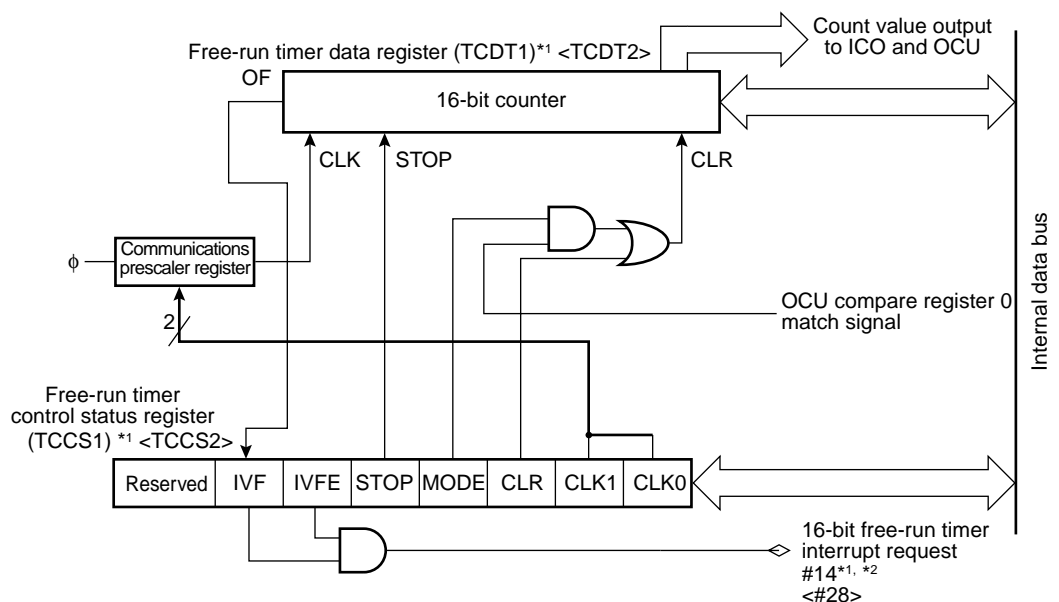 Count value output
to ICO and OCU
Free-run timer data register (TCDT1)*1 <TCDT2>
OF
16-bit counter
CLK
STOP
CLR
Communications
prescaler register
ϕ
2
OCU compare register 0
match signal
Internal data bus
Free-run timer
control status register
(TCCS1) *1 <TCCS2>
Reserved IVF IVFE STOP MODE CLR CLK1 CLK0
16-bit free-run timer
interrupt request
#14*1, *2
<#28>